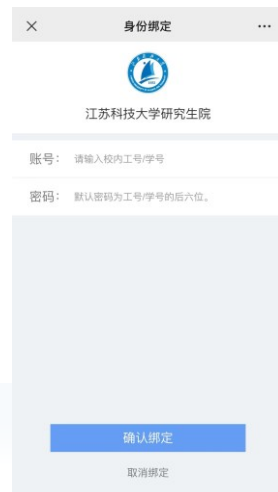 身份绑定
江苏科技大学研究生院
账号： 请输入校内工号/学号
密码： 默认密码为工号/学号的后六位。
确认绑定
取消绑定